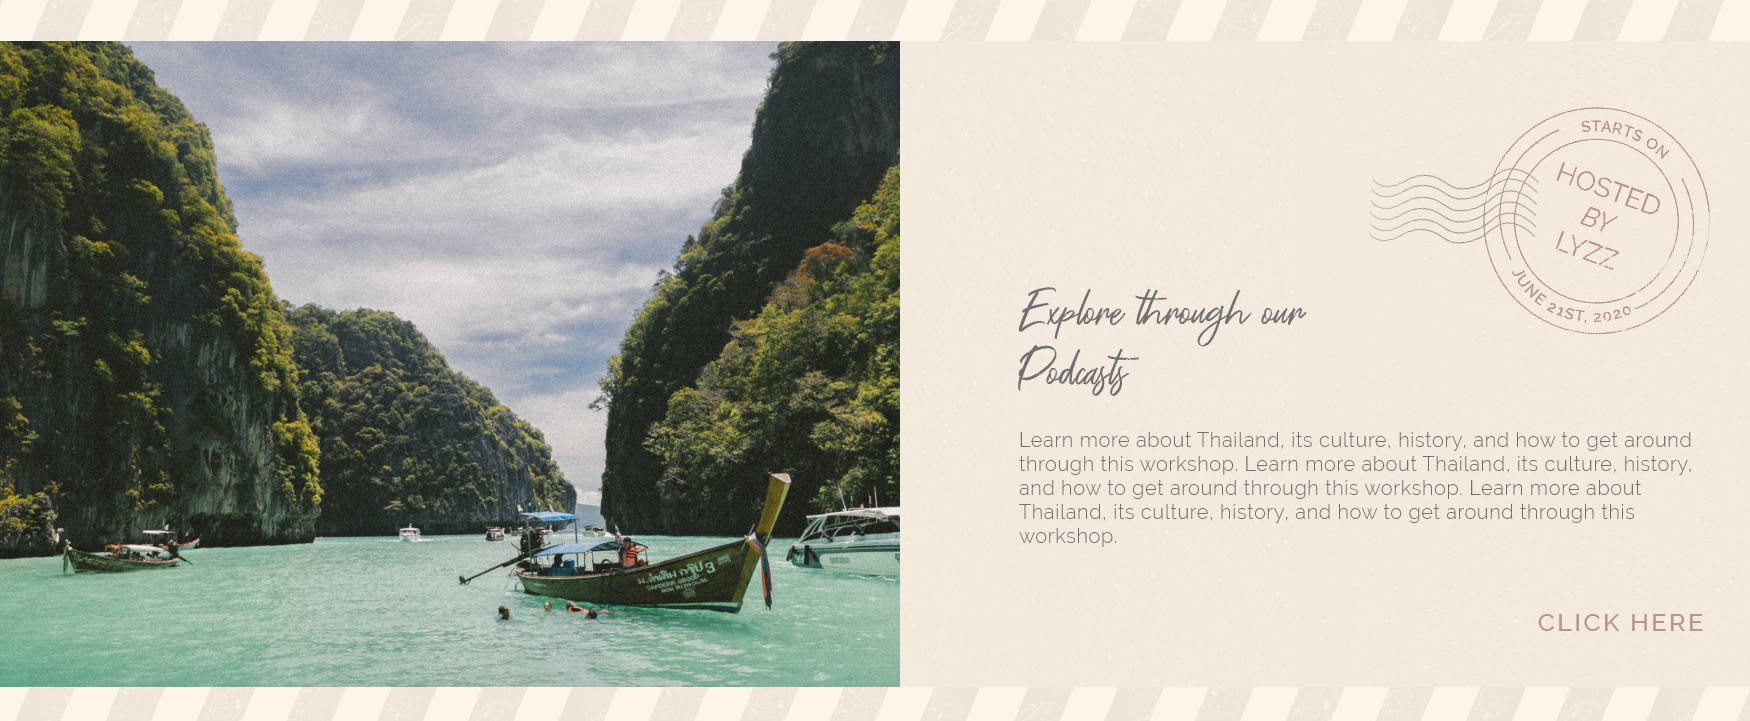 STARTS ON
HOSTED
BY
LYZZ
JUNE 21ST, 2020
Explore through our
Podcasts
Learn more about Thailand, its culture, history, and how to get around
through this workshop. Learn more about Thailand, its culture, history,
and how to get around through this workshop. Learn more about
Thailand, its culture, history, and how to get around through this
workshop.
CLICK HERE